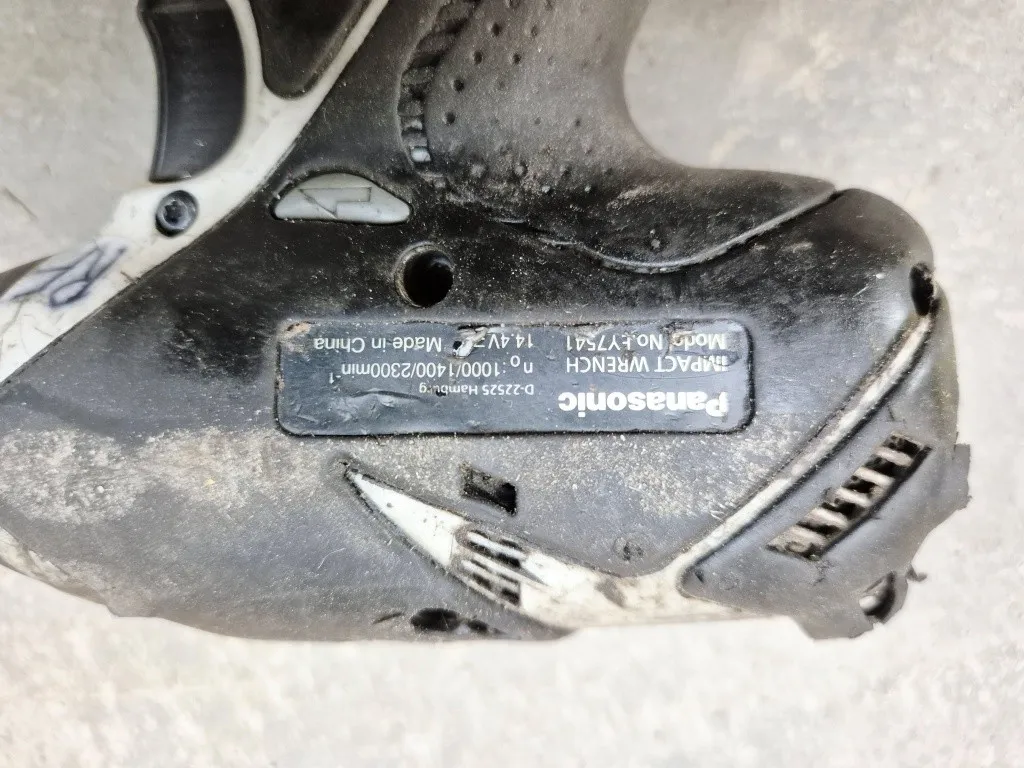 Panasonic D-22525 Hamburg
IMPACT WRENCH n₀ : 1000/1400/2300min⁻¹
Model No.EY7541 14.4V Made in China